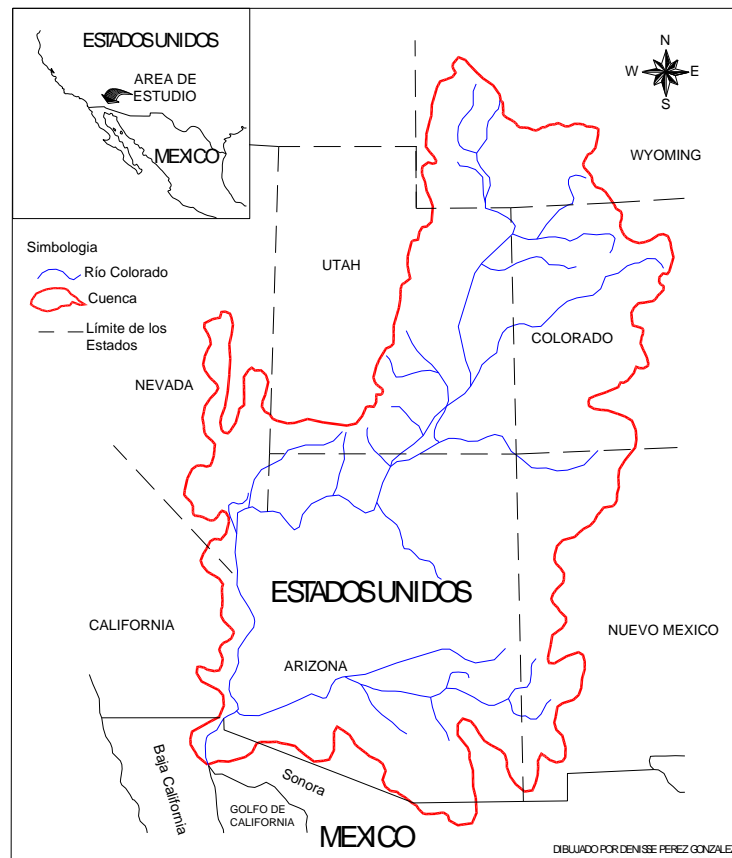 ESTADOS UNIDOS
AREA DE
ESTUDIO
MEXICO
N
W
E
S
WYOMING
Simbologia
Río Colorado
Cuenca
Límite de los
Estados
UTAH
COLORADO
NEVADA
ESTADOS UNIDOS
CALIFORNIA
NUEVO MEXICO
ARIZONA
Baja California
Sonora
GOLFO DE
CALIFORNIA
MEXICO
DIBUJADO POR DENISSE PEREZ GONZALEZ